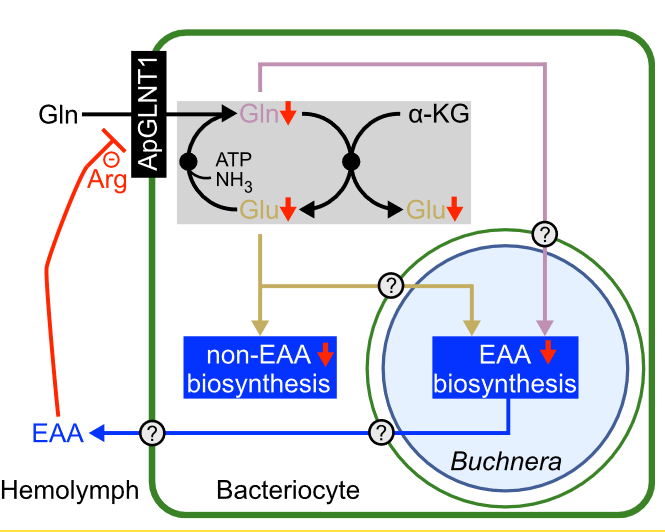 ApGLNT1
Gln
Gln
α-KG
ATP
NH3
⊖
Arg
Glu
Glu
?
?
non-EAA
biosynthesis
EAA
biosynthesis
EAA
?
?
Buchnera
Hemolymph
Bacteriocyte